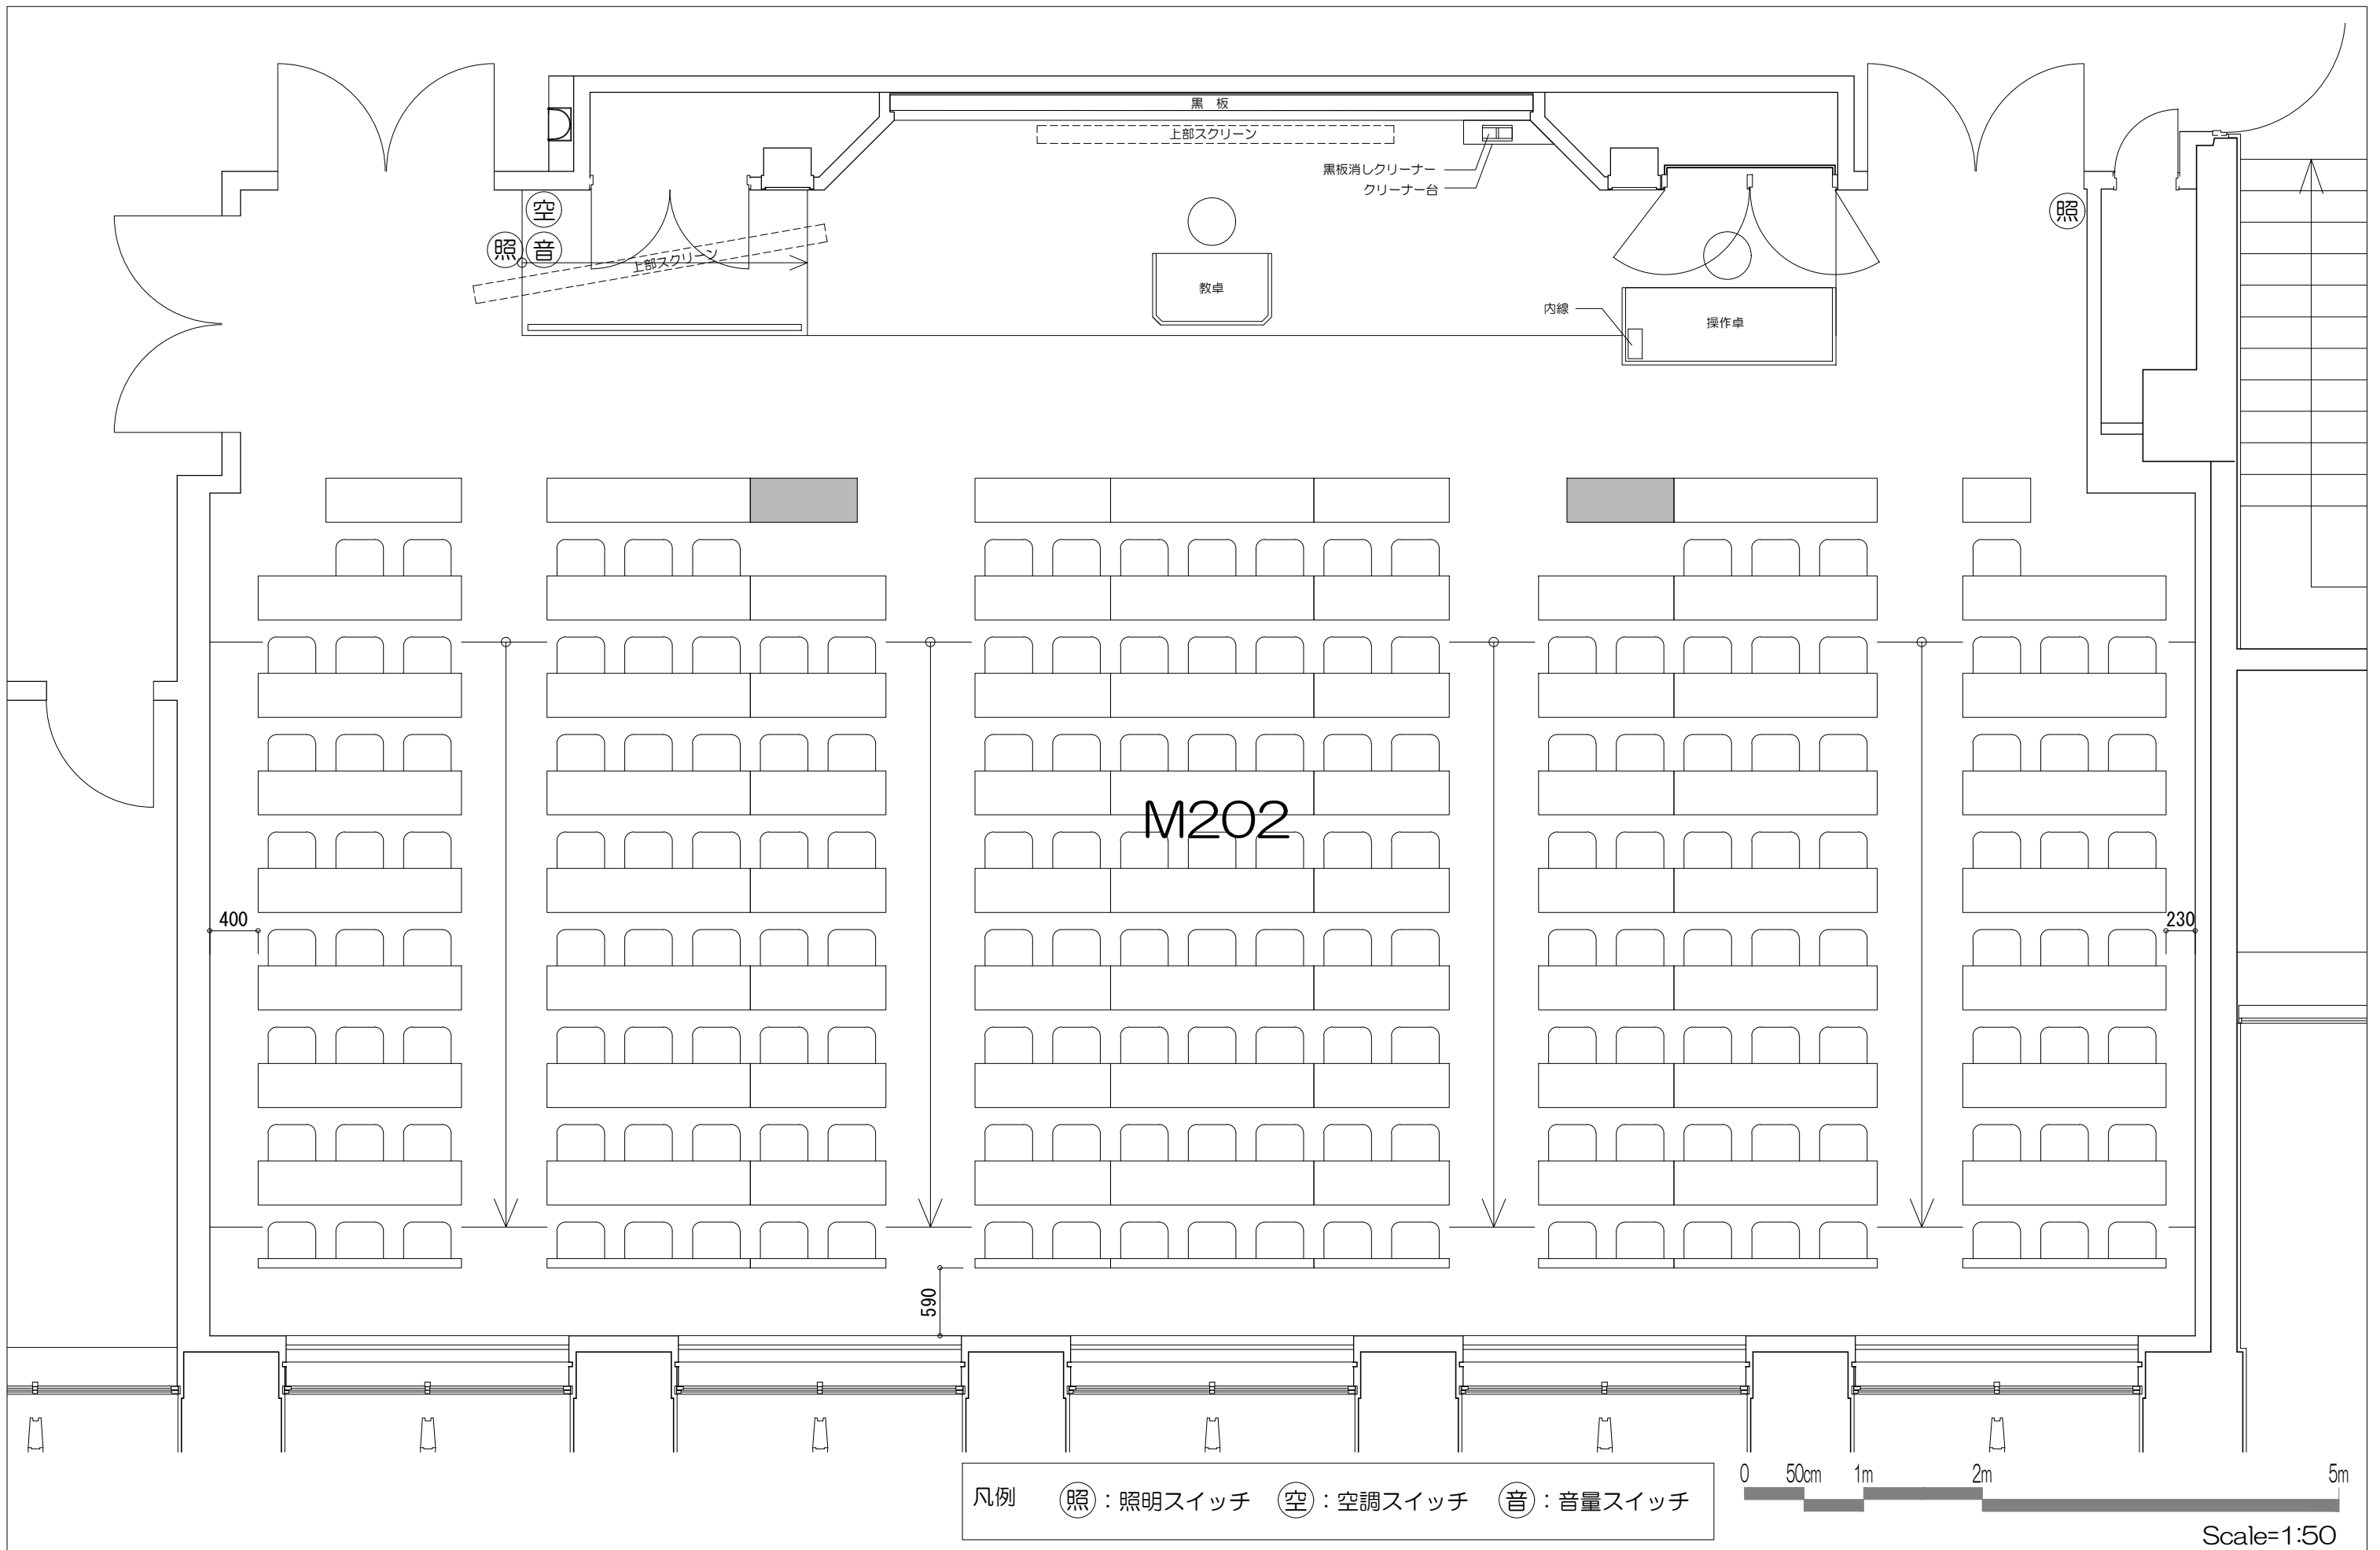 黒 板
上部スクリーン
黒板消しクリーナー
クリーナー台
空
照
音
照
上部スクリーン
教卓
内線
操作卓
M202
400
230
590
凡例 照:照明スイッチ 空:空調スイッチ 音:音量スイッチ
0 50cm 1m 2m 5m
Scale=1:50